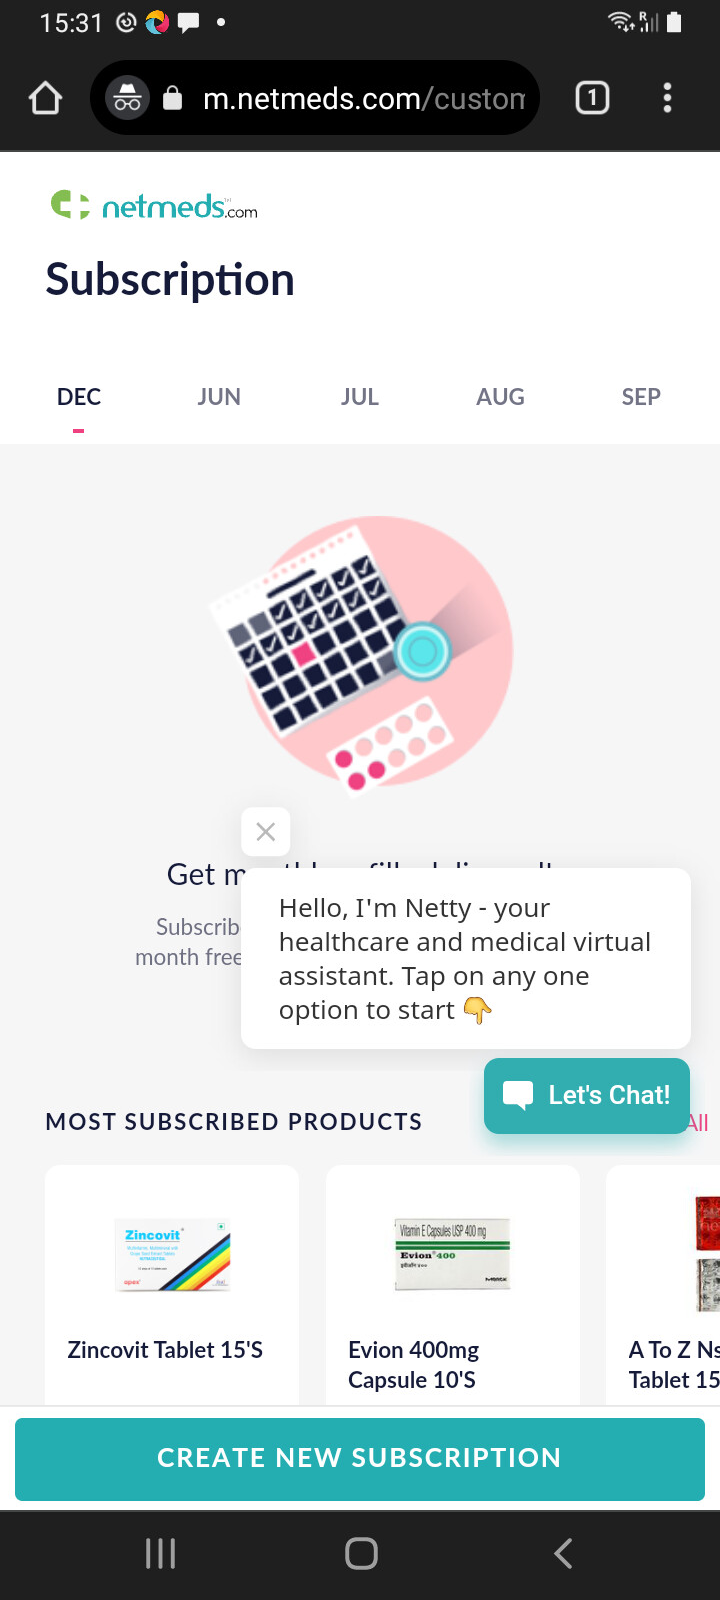 15:31
R
m.netmeds.com/custom
1
netmeds.com
Subscription
DEC JUN JUL AUG SEP
Get
Subscrib
month free
Hello, I'm Netty - your
healthcare and medical virtual
assistant. Tap on any one
option to start 👇
Let's Chat!
MOST SUBSCRIBED PRODUCTS
All
Zincovit
apex
Vitamin E Capsules USP 400 mg
Evion 400
MERCK
Zincovit Tablet 15'S
Evion 400mg
Capsule 10'S
A To Z Ns
Tablet 15
CREATE NEW SUBSCRIPTION